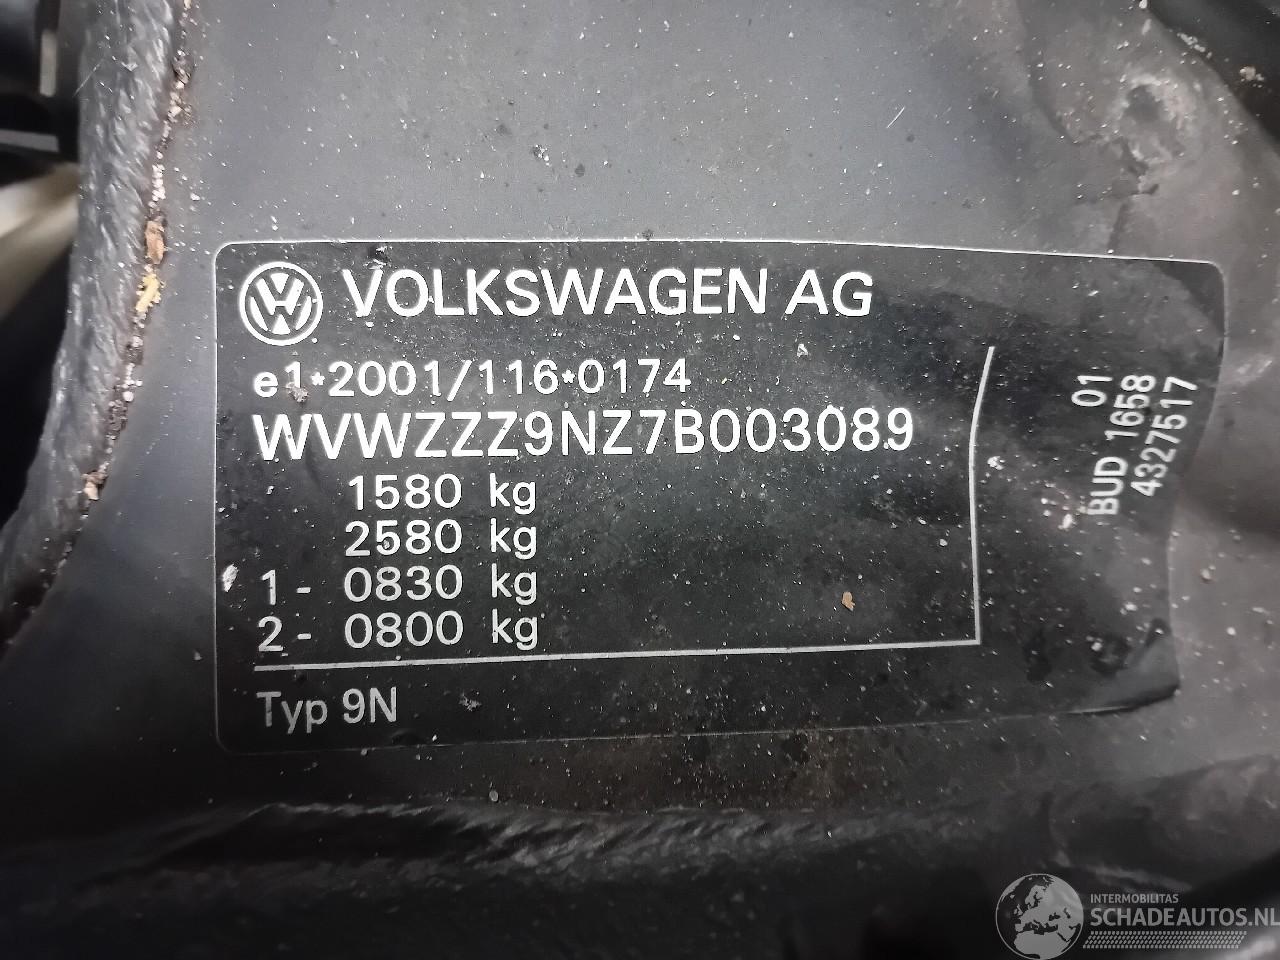 VOLKSWAGEN AG
e1*2001/116*0174
WVWZZZ9NZ7B003089
1580 kg
2580 kg
1 - 0830 kg
2 - 0800 kg
Typ 9N
01
BUD 1658
4327517
INTERMOBILITAS
SCHADEAUTOS.NL